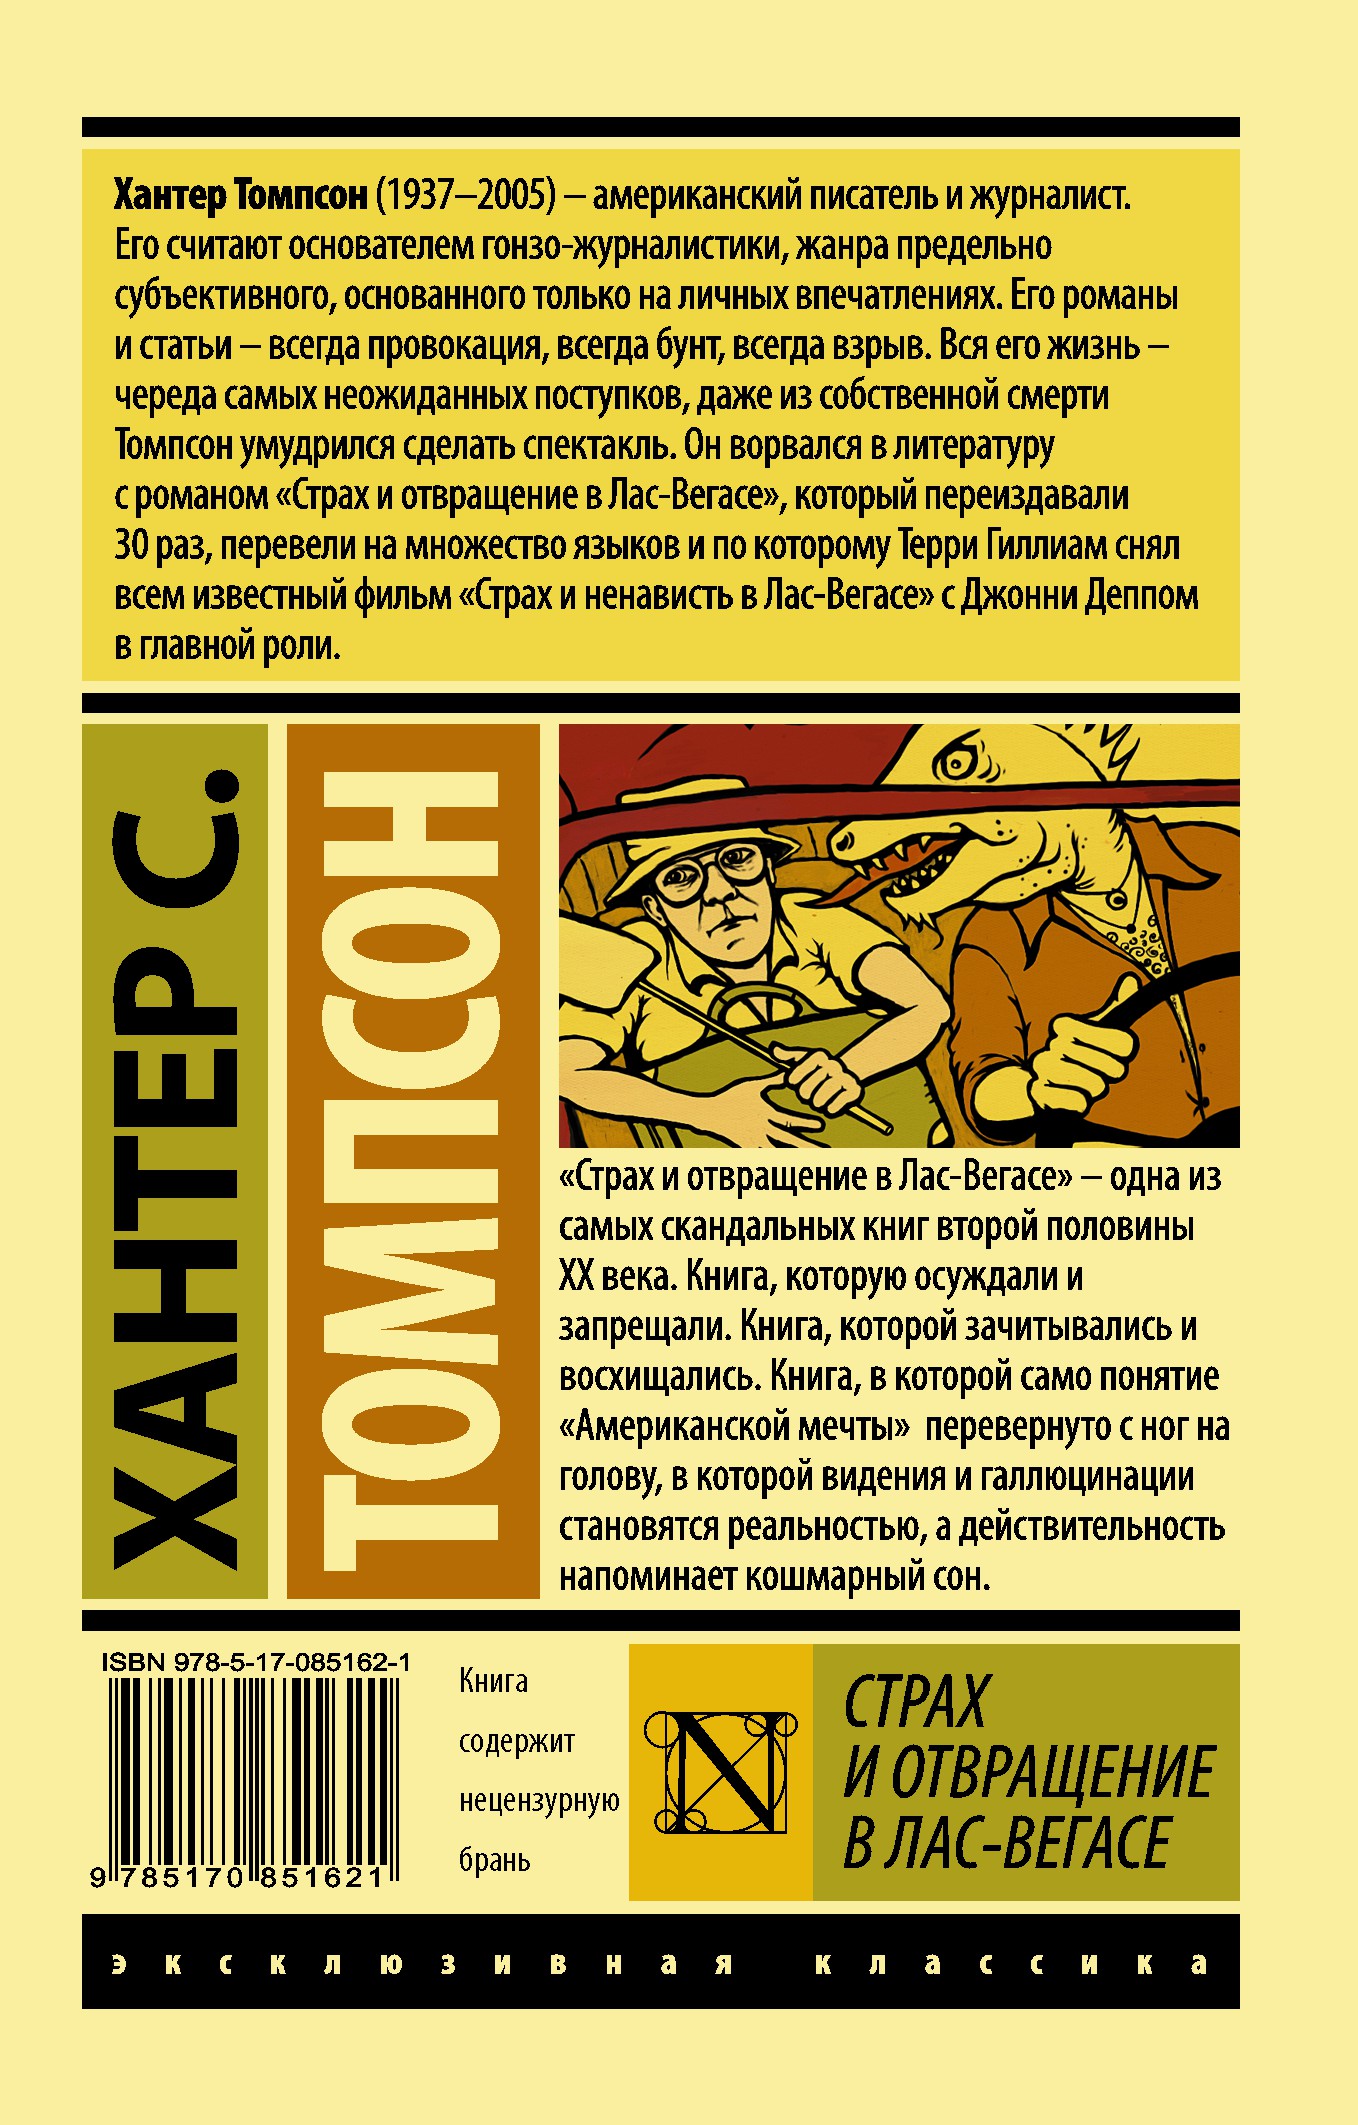 Хантер Томпсон (1937–2005) – американский писатель и журналист.
Его считают основателем гонзо-журналистики, жанра предельно
субъективного, основанного только на личных впечатлениях. Его романы
и статьи – всегда провокация, всегда бунт, всегда взрыв. Вся его жизнь –
череда самых неожиданных поступков, даже из собственной смерти
Томпсон умудрился сделать спектакль. Он ворвался в литературу
с романом «Страх и отвращение в Лас-Вегасе», который переиздавали
30 раз, перевели на множество языков и по которому Терри Гиллиам снял
всем известный фильм «Страх и ненависть в Лас-Вегасе» с Джонни Деппом
в главной роли.
ХАНТЕР С.
ТОМПСОН
«Страх и отвращение в Лас-Вегасе» – одна из
самых скандальных книг второй половины
XX века. Книга, которую осуждали и
запрещали. Книга, которой зачитывались и
восхищались. Книга, в которой само понятие
«Американской мечты» перевернуто с ног на
голову, в которой видения и галлюцинации
становятся реальностью, а действительность
напоминает кошмарный сон.
ISBN 978-5-17-085162-1
9 785170 851621
Книга
содержит
нецензурную
брань
N
СТРАХ
И ОТВРАЩЕНИЕ
В ЛАС-ВЕГАСЕ
эксклюзивная классика